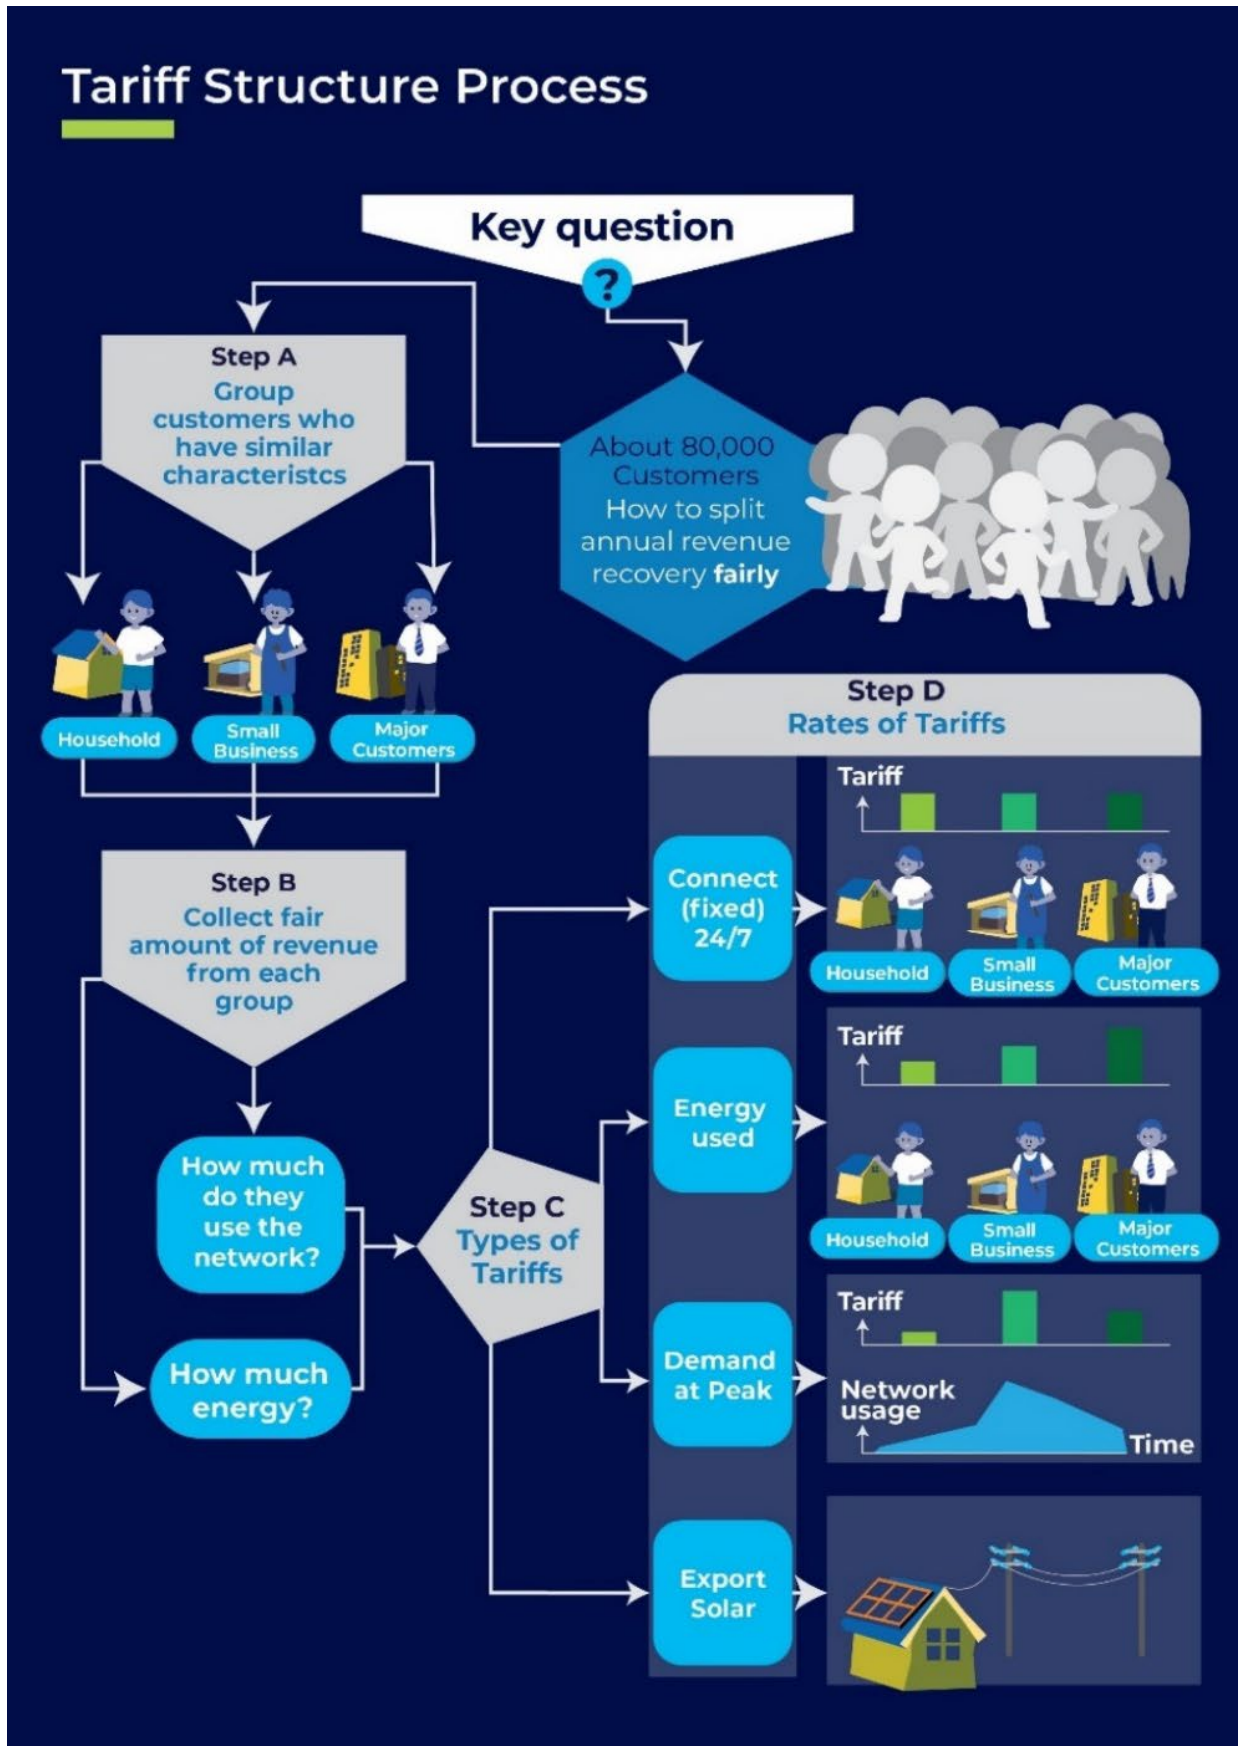 Tariff Structure Process
Key question
?
About 80,000
Customers
How to split
annual revenue
recovery fairly
Step A
Group
customers who
have similar
characteristcs
Household
Small
Business
Major
Customers
Step B
Collect fair
amount of revenue
from each
group
How much
do they
use the
network?
How much
energy?
Step C
Types of
Tariffs
Step D
Rates of Tariffs
Connect
(fixed)
24/7
Tariff
Household
Small
Business
Major
Customers
Energy
used
Tariff
Household
Small
Business
Major
Customers
Demand
at Peak
Tariff
Network
usage
Time
Export
Solar